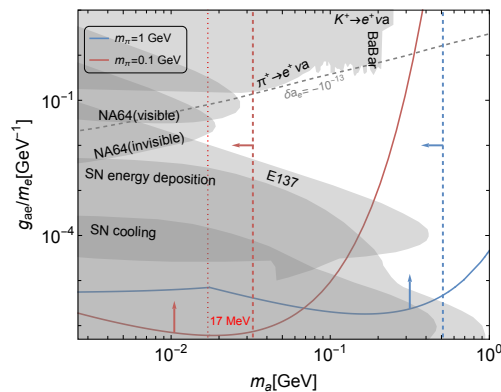 K⁺→e⁺νa
m_π=1 GeV
m_π=0.1 GeV
BaBar
π⁺→e⁺νa
δa_e=−10⁻¹³
10⁻¹
NA64(visible)
NA64(invisible)
SN energy deposition
E137
g_ae/m_e[GeV⁻¹]
10⁻⁴
SN cooling
17 MeV
10⁻²
10⁻¹
10⁰
m_a[GeV]